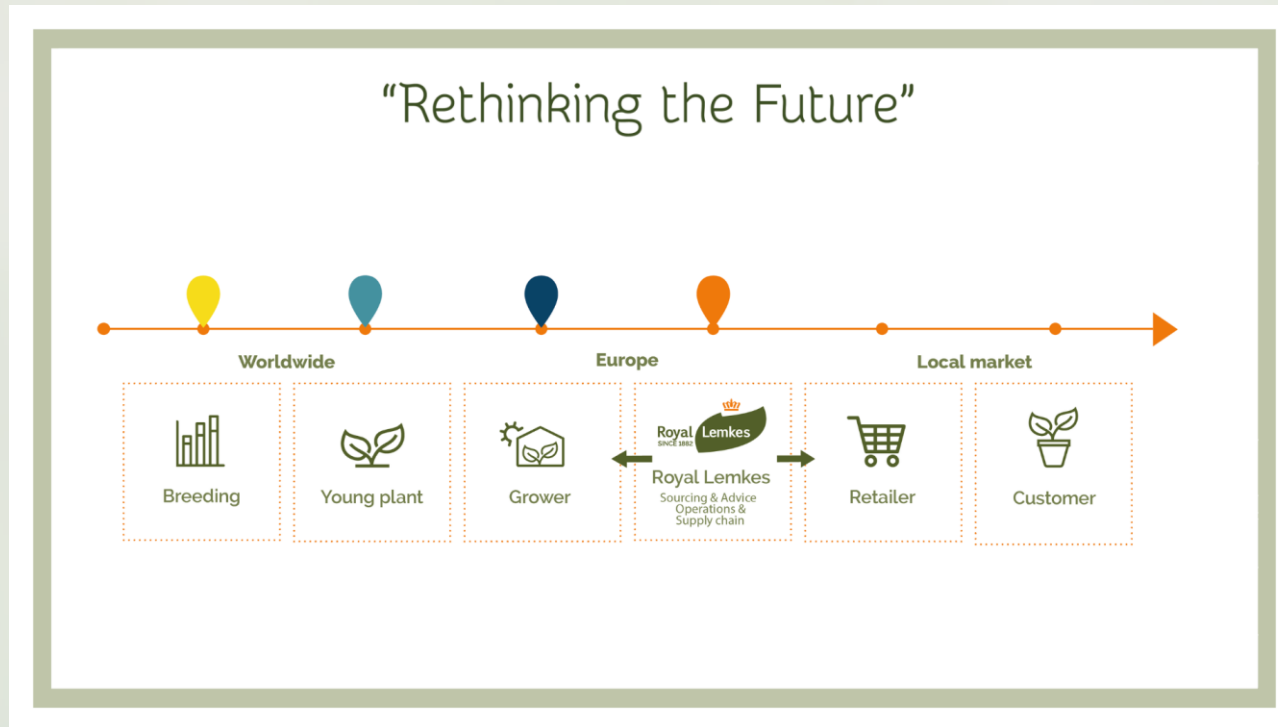 “Rethinking the Future”
Worldwide
Europe
Local market
Breeding
Young plant
Grower
Royal Lemkes
SINCE 1882
Royal Lemkes
Sourcing & Advice
Operations &
Supply chain
Retailer
Customer